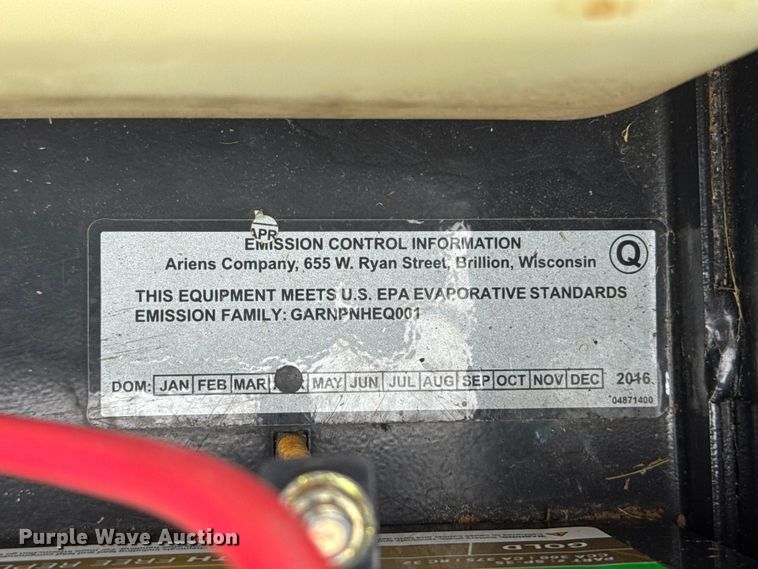 APR
EMISSION CONTROL INFORMATION
Ariens Company, 655 W. Ryan Street, Brillion, Wisconsin
Q
THIS EQUIPMENT MEETS U.S. EPA EVAPORATIVE STANDARDS
EMISSION FAMILY: GARNPNHEQ001
DOM: JAN FEB MAR MAY JUN JUL AUG SEP OCT NOV DEC 2016
04871400
Purple Wave Auction
GOLD